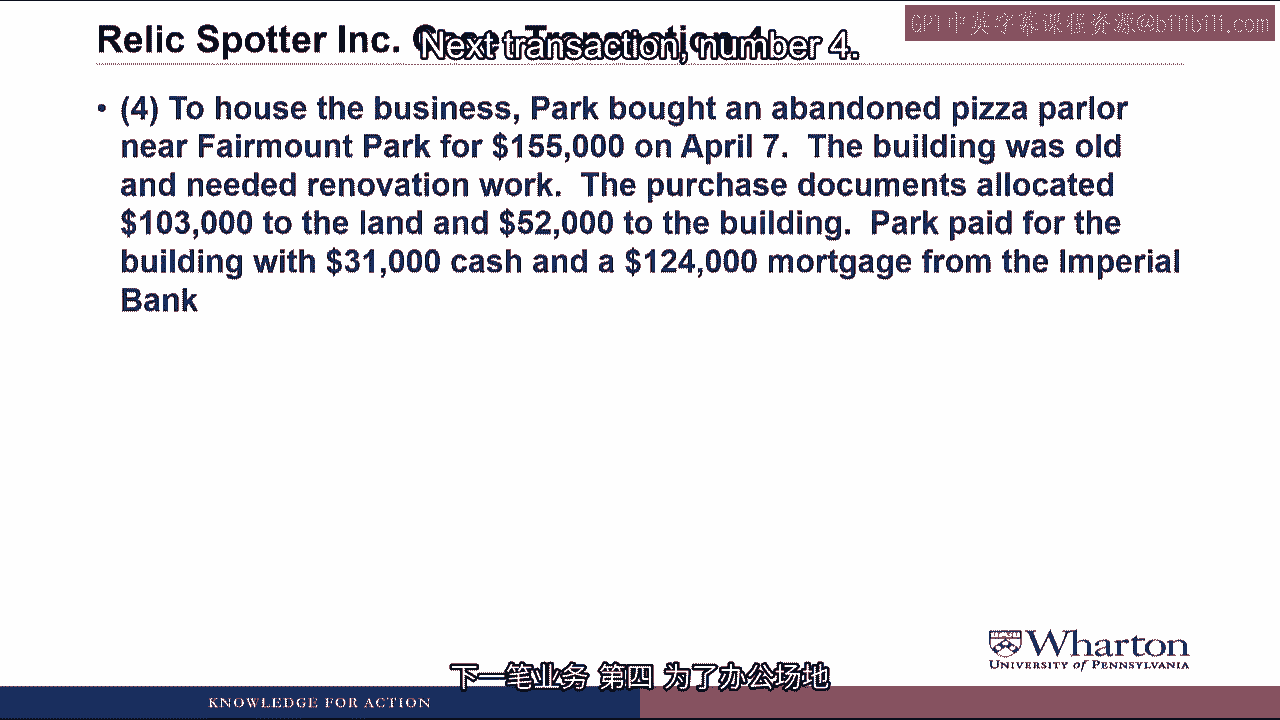 GPT中英字幕课程资源@bilibili.com
Relic Spotter Inc. Case: Transaction 4
Next transaction, number 4.
• (4) To house the business, Park bought an abandoned pizza parlor
near Fairmount Park for $155,000 on April 7. The building was old
and needed renovation work. The purchase documents allocated
$103,000 to the land and $52,000 to the building. Park paid for the
building with $31,000 cash and a $124,000 mortgage from the Imperial
Bank
Wharton
UNIVERSITY of PENNSYLVANIA
下一笔业务 第四 为了办公场地
KNOWLEDGE FOR ACTION